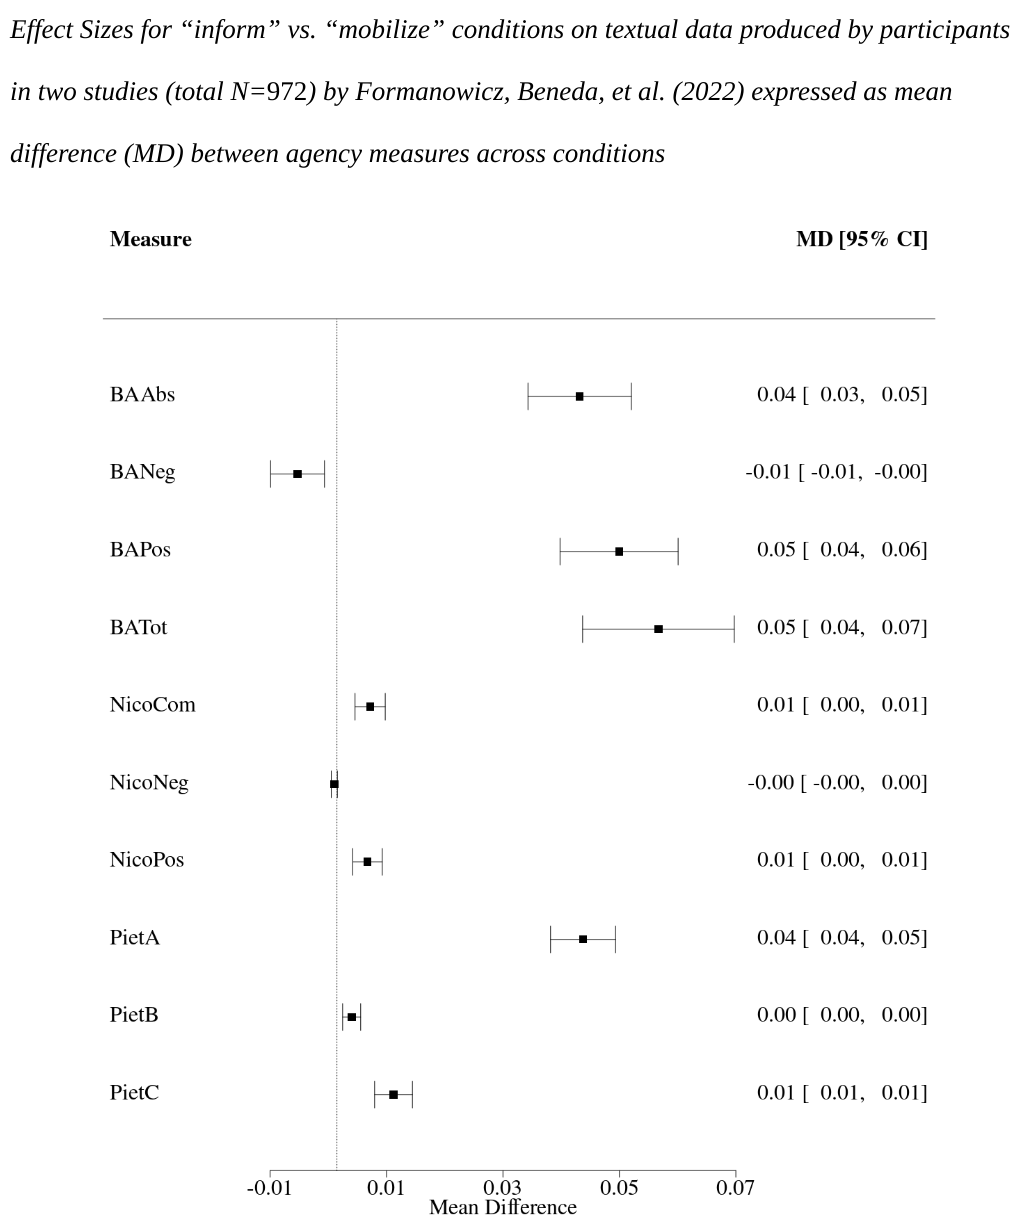 Effect Sizes for “inform” vs. “mobilize” conditions on textual data produced by participants
in two studies (total N=972) by Formanowicz, Beneda, et al. (2022) expressed as mean
difference (MD) between agency measures across conditions
Measure MD [95% CI]
BAAbs 0.04 [ 0.03, 0.05]
BANeg -0.01 [ -0.01, -0.00]
BAPos 0.05 [ 0.04, 0.06]
BATot 0.05 [ 0.04, 0.07]
NicoCom 0.01 [ 0.00, 0.01]
NicoNeg -0.00 [ -0.00, 0.00]
NicoPos 0.01 [ 0.00, 0.01]
PietA 0.04 [ 0.04, 0.05]
PietB 0.00 [ 0.00, 0.00]
PietC 0.01 [ 0.01, 0.01]
-0.01 0.01 0.03 0.05 0.07
Mean Difference